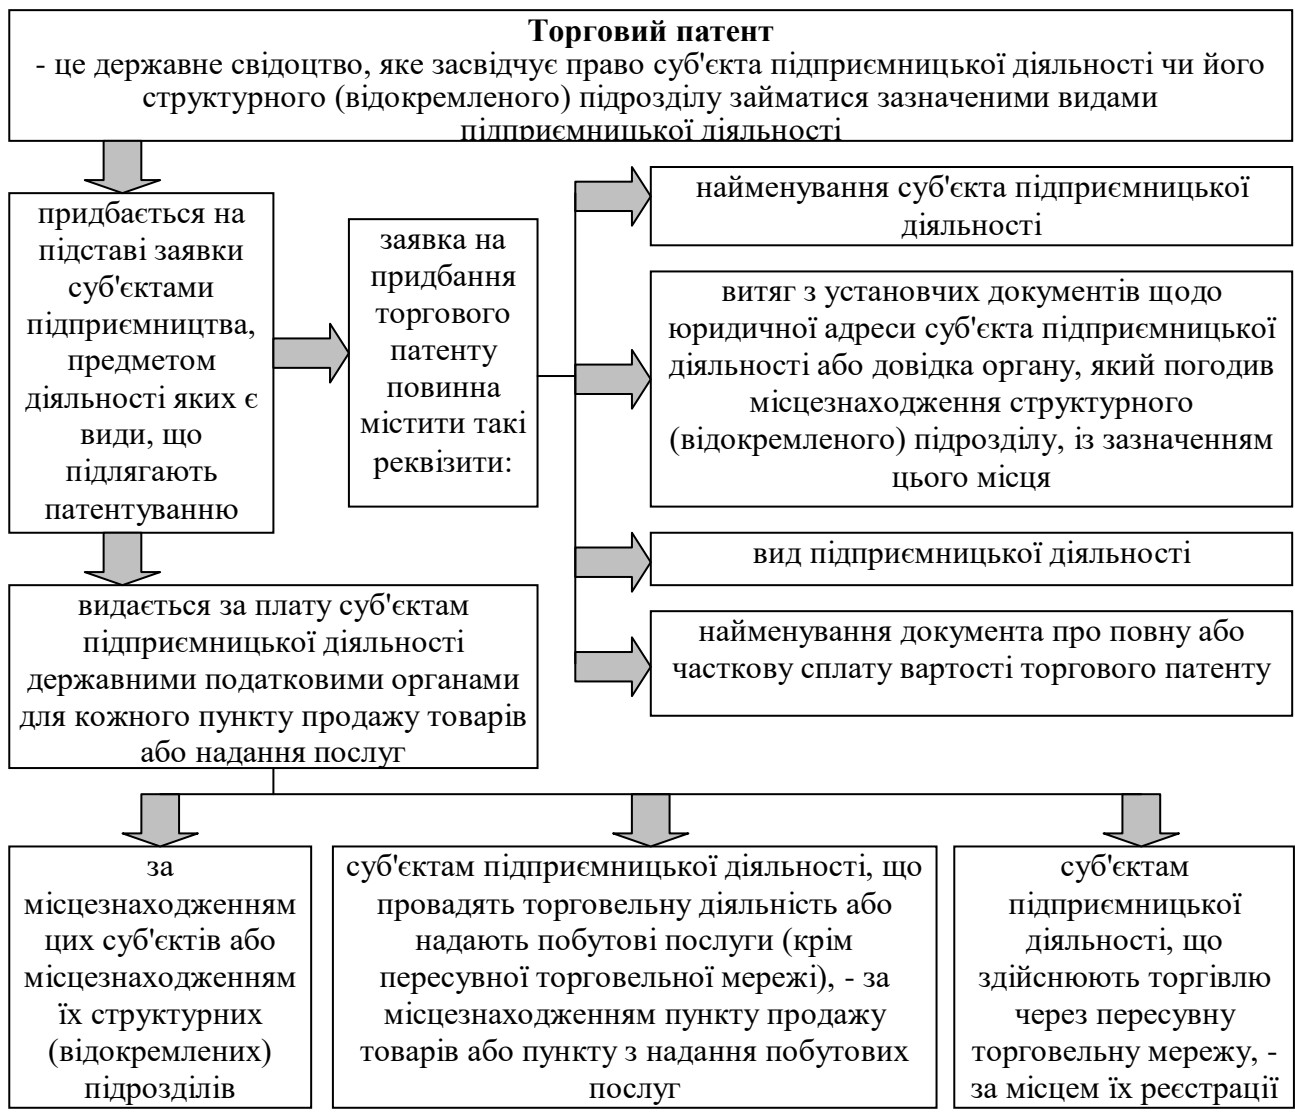 Торговий патент
- це державне свідоцтво, яке засвідчує право суб'єкта підприємницької діяльності чи його
структурного (відокремленого) підрозділу займатися зазначеними видами
підприємницької діяльності
придбається на
підставі заявки
суб'єктами
підприємництва,
предметом
діяльності яких є
види, що
підлягають
патентуванню
заявка на
придбання
торгового
патенту
повинна
містити такі
реквізити:
найменування суб'єкта підприємницької
діяльності
витяг з установчих документів щодо
юридичної адреси суб'єкта підприємницької
діяльності або довідка органу, який погодив
місцезнаходження структурного
(відокремленого) підрозділу, із зазначенням
цього місця
вид підприємницької діяльності
найменування документа про повну або
часткову сплату вартості торгового патенту
видається за плату суб'єктам
підприємницької діяльності
державними податковими органами
для кожного пункту продажу товарів
або надання послуг
за
місцезнаходженням
цих суб'єктів або
місцезнаходженням
їх структурних
(відокремлених)
підрозділів
суб'єктам підприємницької діяльності, що
провадять торговельну діяльність або
надають побутові послуги (крім
пересувної торговельної мережі), - за
місцезнаходженням пункту продажу
товарів або пункту з надання побутових
послуг
суб'єктам
підприємницької
діяльності, що
здійснюють торгівлю
через пересувну
торговельну мережу, -
за місцем їх реєстрації